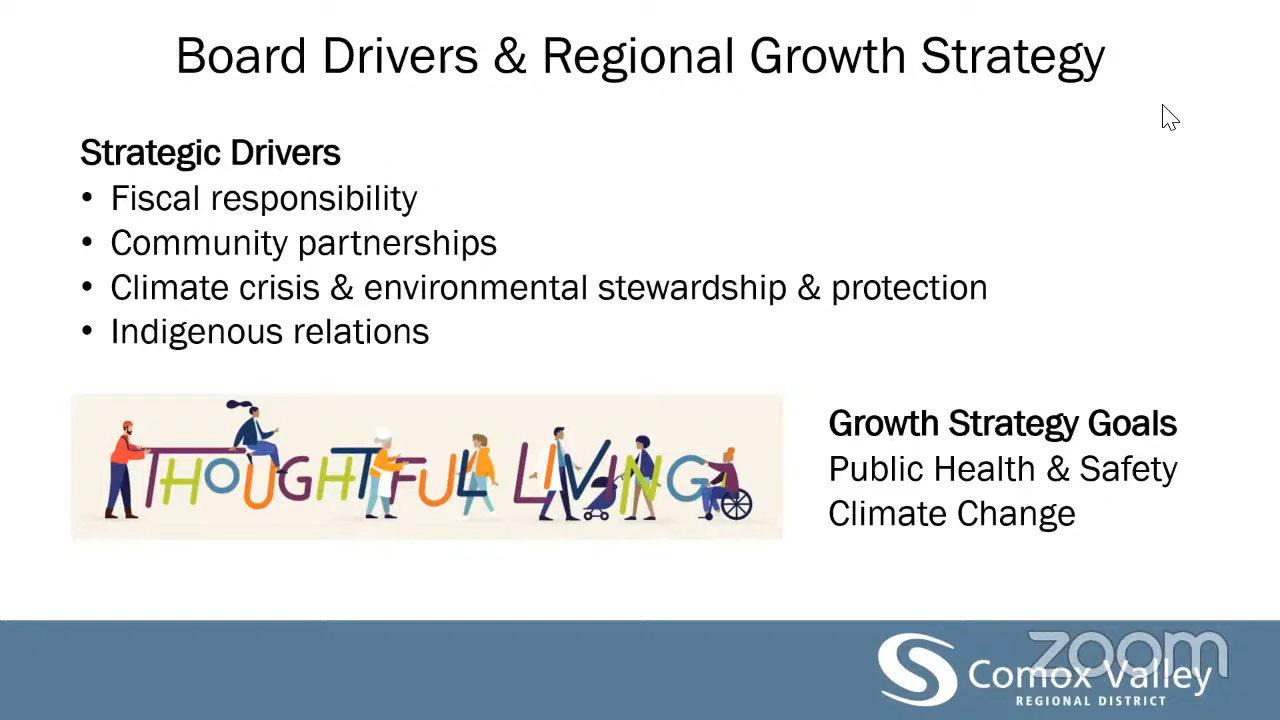 Board Drivers & Regional Growth Strategy
Strategic Drivers
• Fiscal responsibility
• Community partnerships
• Climate crisis & environmental stewardship & protection
• Indigenous relations
THOUGHTFUL LIVING
Growth Strategy Goals
Public Health & Safety
Climate Change
zoom
Comox Valley
REGIONAL DISTRICT